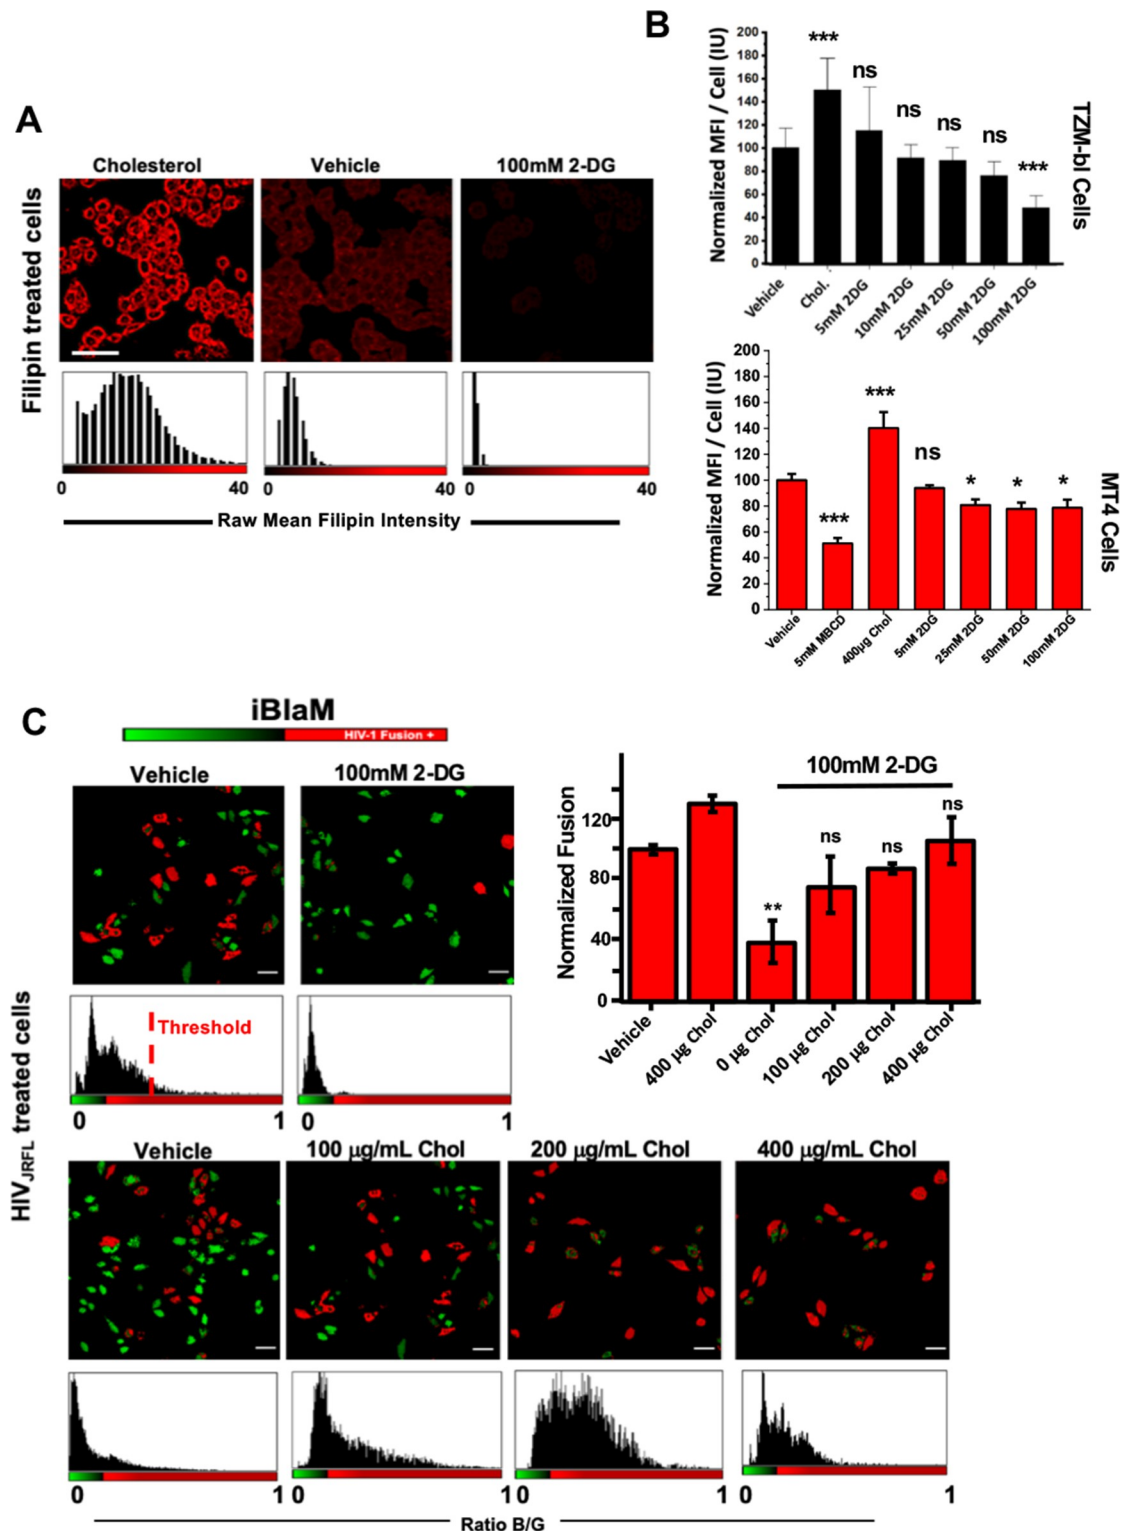 A
Cholesterol
Vehicle
100mM 2-DG
Filipin treated cells
0
40
0
40
0
40
Raw Mean Filipin Intensity
B
Normalized MFI / Cell (IU)
200
180
160
140
120
100
80
60
40
20
0
***
ns
ns
ns
ns
***
Vehicle
Chol.
5mM 2DG
10mM 2DG
25mM 2DG
50mM 2DG
100mM 2DG
TZM-bl Cells
Normalized MFI / Cell (IU)
200
180
160
140
120
100
80
60
40
20
0
***
***
ns
*
*
*
Vehicle
5mM MBCD
400µg Chol
5mM 2DG
25mM 2DG
50mM 2DG
100mM 2DG
MT4 Cells
C
iBlaM
HIV-1 Fusion +
Vehicle
100mM 2-DG
HIVJRFL treated cells
Threshold
0
1
0
1
Normalized Fusion
120
80
40
0
100mM 2-DG
**
ns
ns
ns
Vehicle
400 µg Chol
0 µg Chol
100 µg Chol
200 µg Chol
400 µg Chol
Vehicle
100 µg/mL Chol
200 µg/mL Chol
400 µg/mL Chol
0
1
0
1
0
1
0
1
Ratio B/G